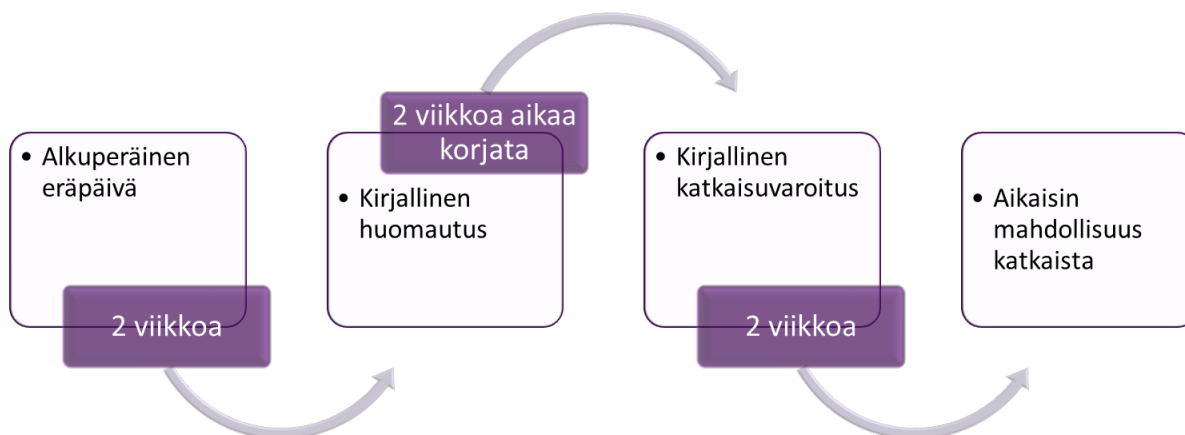 • Alkuperäinen
eräpäivä
2 viikkoa
2 viikkoa aikaa
korjata
• Kirjallinen
huomautus
• Kirjallinen
katkaisuvaroitus
2 viikkoa
• Aikaisin
mahdollisuus
katkaista